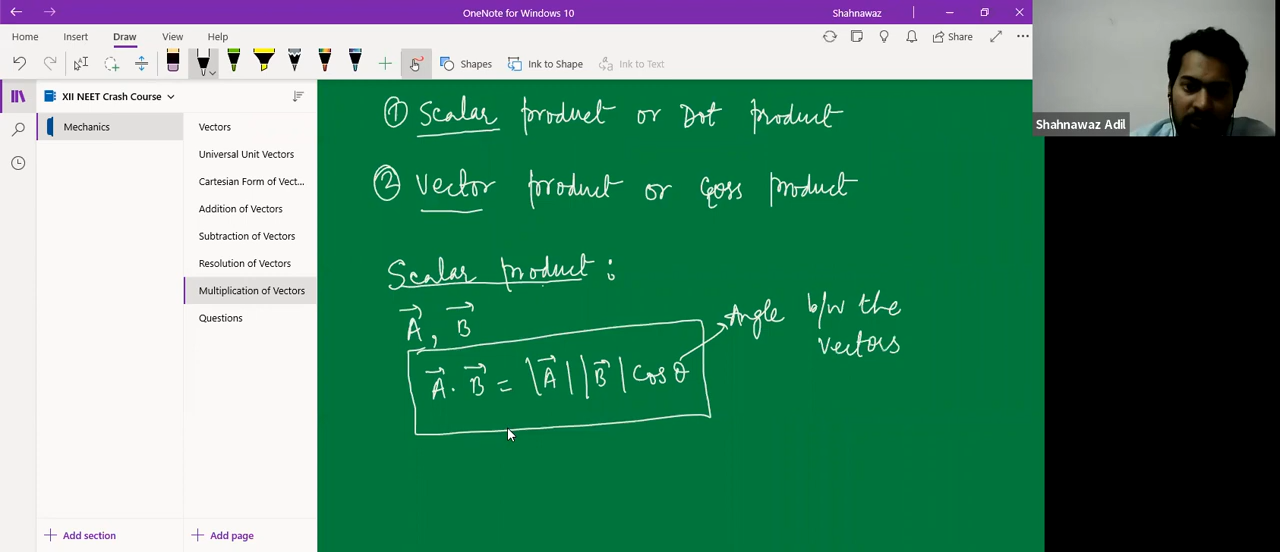 OneNote for Windows 10
Shahnawaz
Home Insert Draw View Help
Share
Shapes Ink to Shape Ink to Text
XII NEET Crash Course
Mechanics
Vectors
Universal Unit Vectors
Cartesian Form of Vect...
Addition of Vectors
Subtraction of Vectors
Resolution of Vectors
Multiplication of Vectors
Questions
Add section
Add page
① Scalar product or Dot product
② Vector product or Cross product
Scalar product :
A⃗, B⃗
A⃗ . B⃗ = |A⃗| |B⃗| Cos θ
Angle b/w the
vectors
Shahnawaz Adil